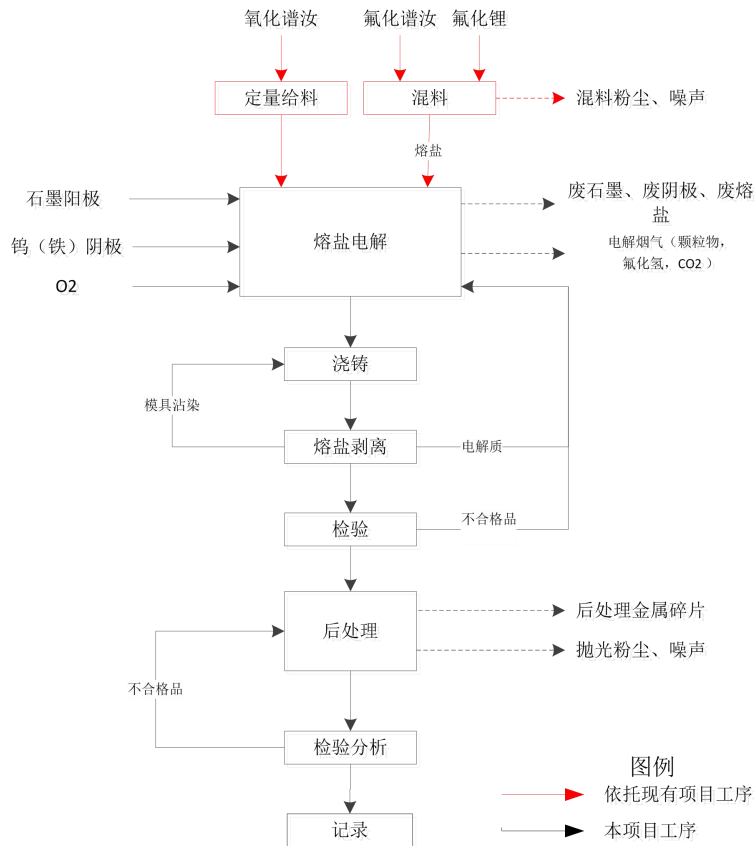 氧化谱汝
氟化谱汝
氟化锂
定量给料
混料
混料粉尘、噪声
熔盐
石墨阳极
钨（铁）阴极
O2
熔盐电解
废石墨、废阴极、废熔
盐
电解烟气（颗粒物，
氟化氢，CO2 ）
浇铸
模具沾染
熔盐剥离
电解质
检验
不合格品
后处理
后处理金属碎片
抛光粉尘、噪声
不合格品
检验分析
记录
图例
依托现有项目工序
本项目工序